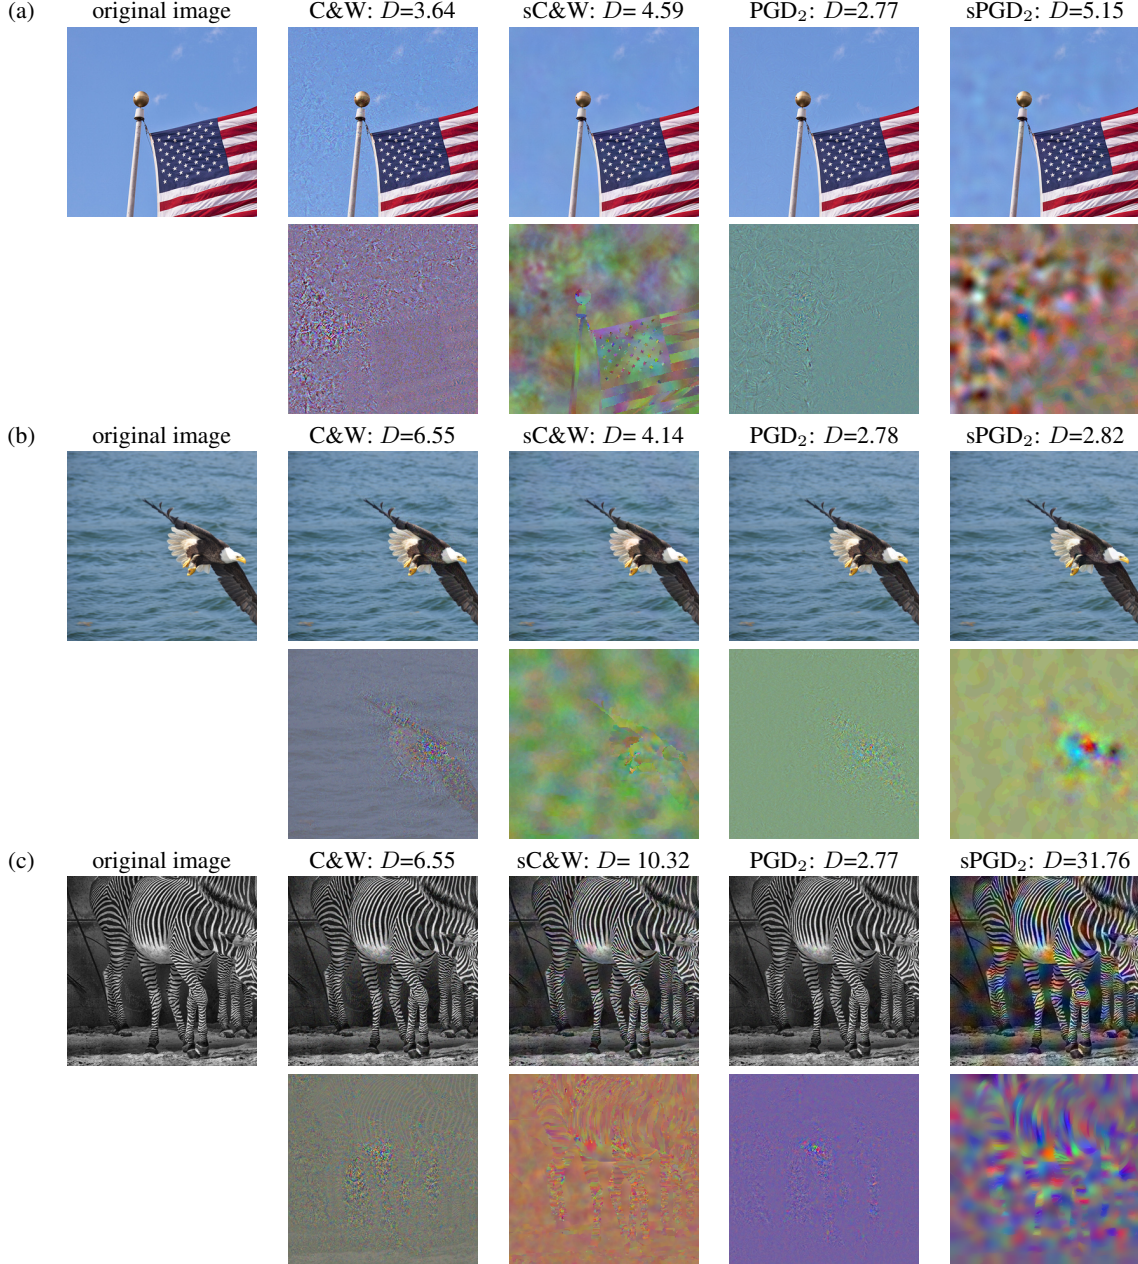 (a) original image C&W: D=3.64 sC&W: D= 4.59 PGD₂: D=2.77 sPGD₂: D=5.15
(b) original image C&W: D=6.55 sC&W: D= 4.14 PGD₂: D=2.78 sPGD₂: D=2.82
(c) original image C&W: D=6.55 sC&W: D= 10.32 PGD₂: D=2.77 sPGD₂: D=31.76